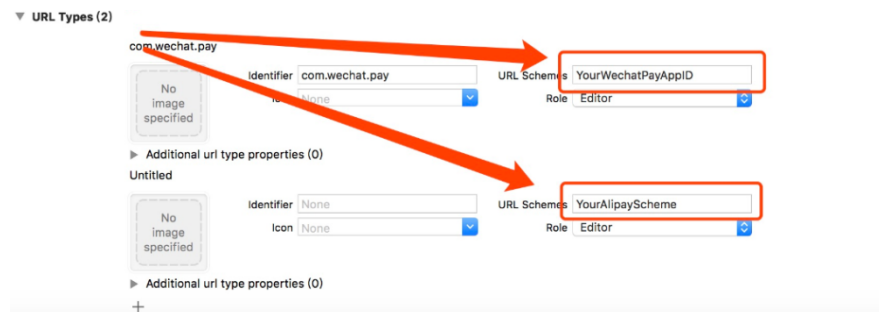 URL Types (2)
com.wechat.pay
No image specified
Identifier com.wechat.pay URL Schemes YourWechatPayAppID
None Role Editor
Additional url type properties (0)
Untitled
No image specified
Identifier None URL Schemes YourAlipayScheme
Icon None Role Editor
Additional url type properties (0)